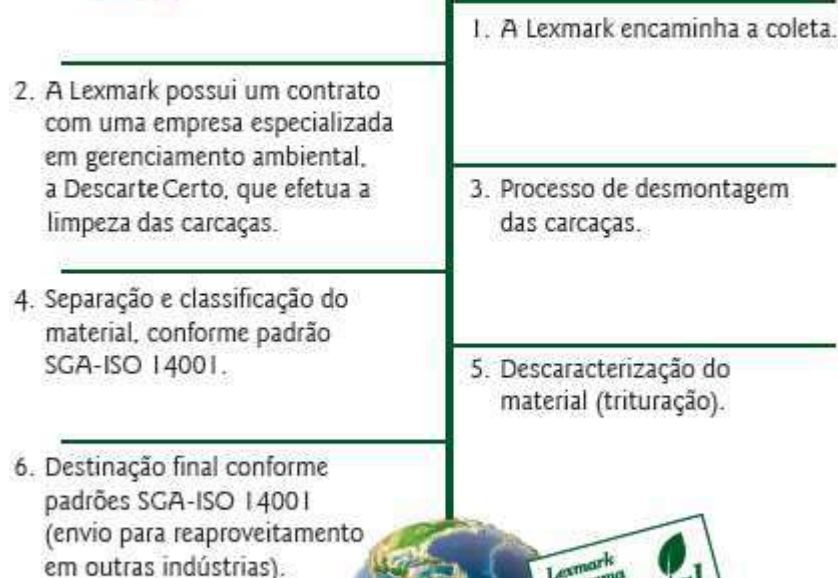 1. A Lexmark encaminha a coleta.
2. A Lexmark possui um contrato
com uma empresa especializada
em gerenciamento ambiental,
a Descarte Certo, que efetua a
limpeza das carcaças.
3. Processo de desmontagem
das carcaças.
4. Separação e classificação do
material, conforme padrão
SGA-ISO 14001.
5. Descaracterização do
material (trituração).
6. Destinação final conforme
padrões SGA-ISO 14001
(envio para reaproveitamento
em outras indústrias).
Lexmark